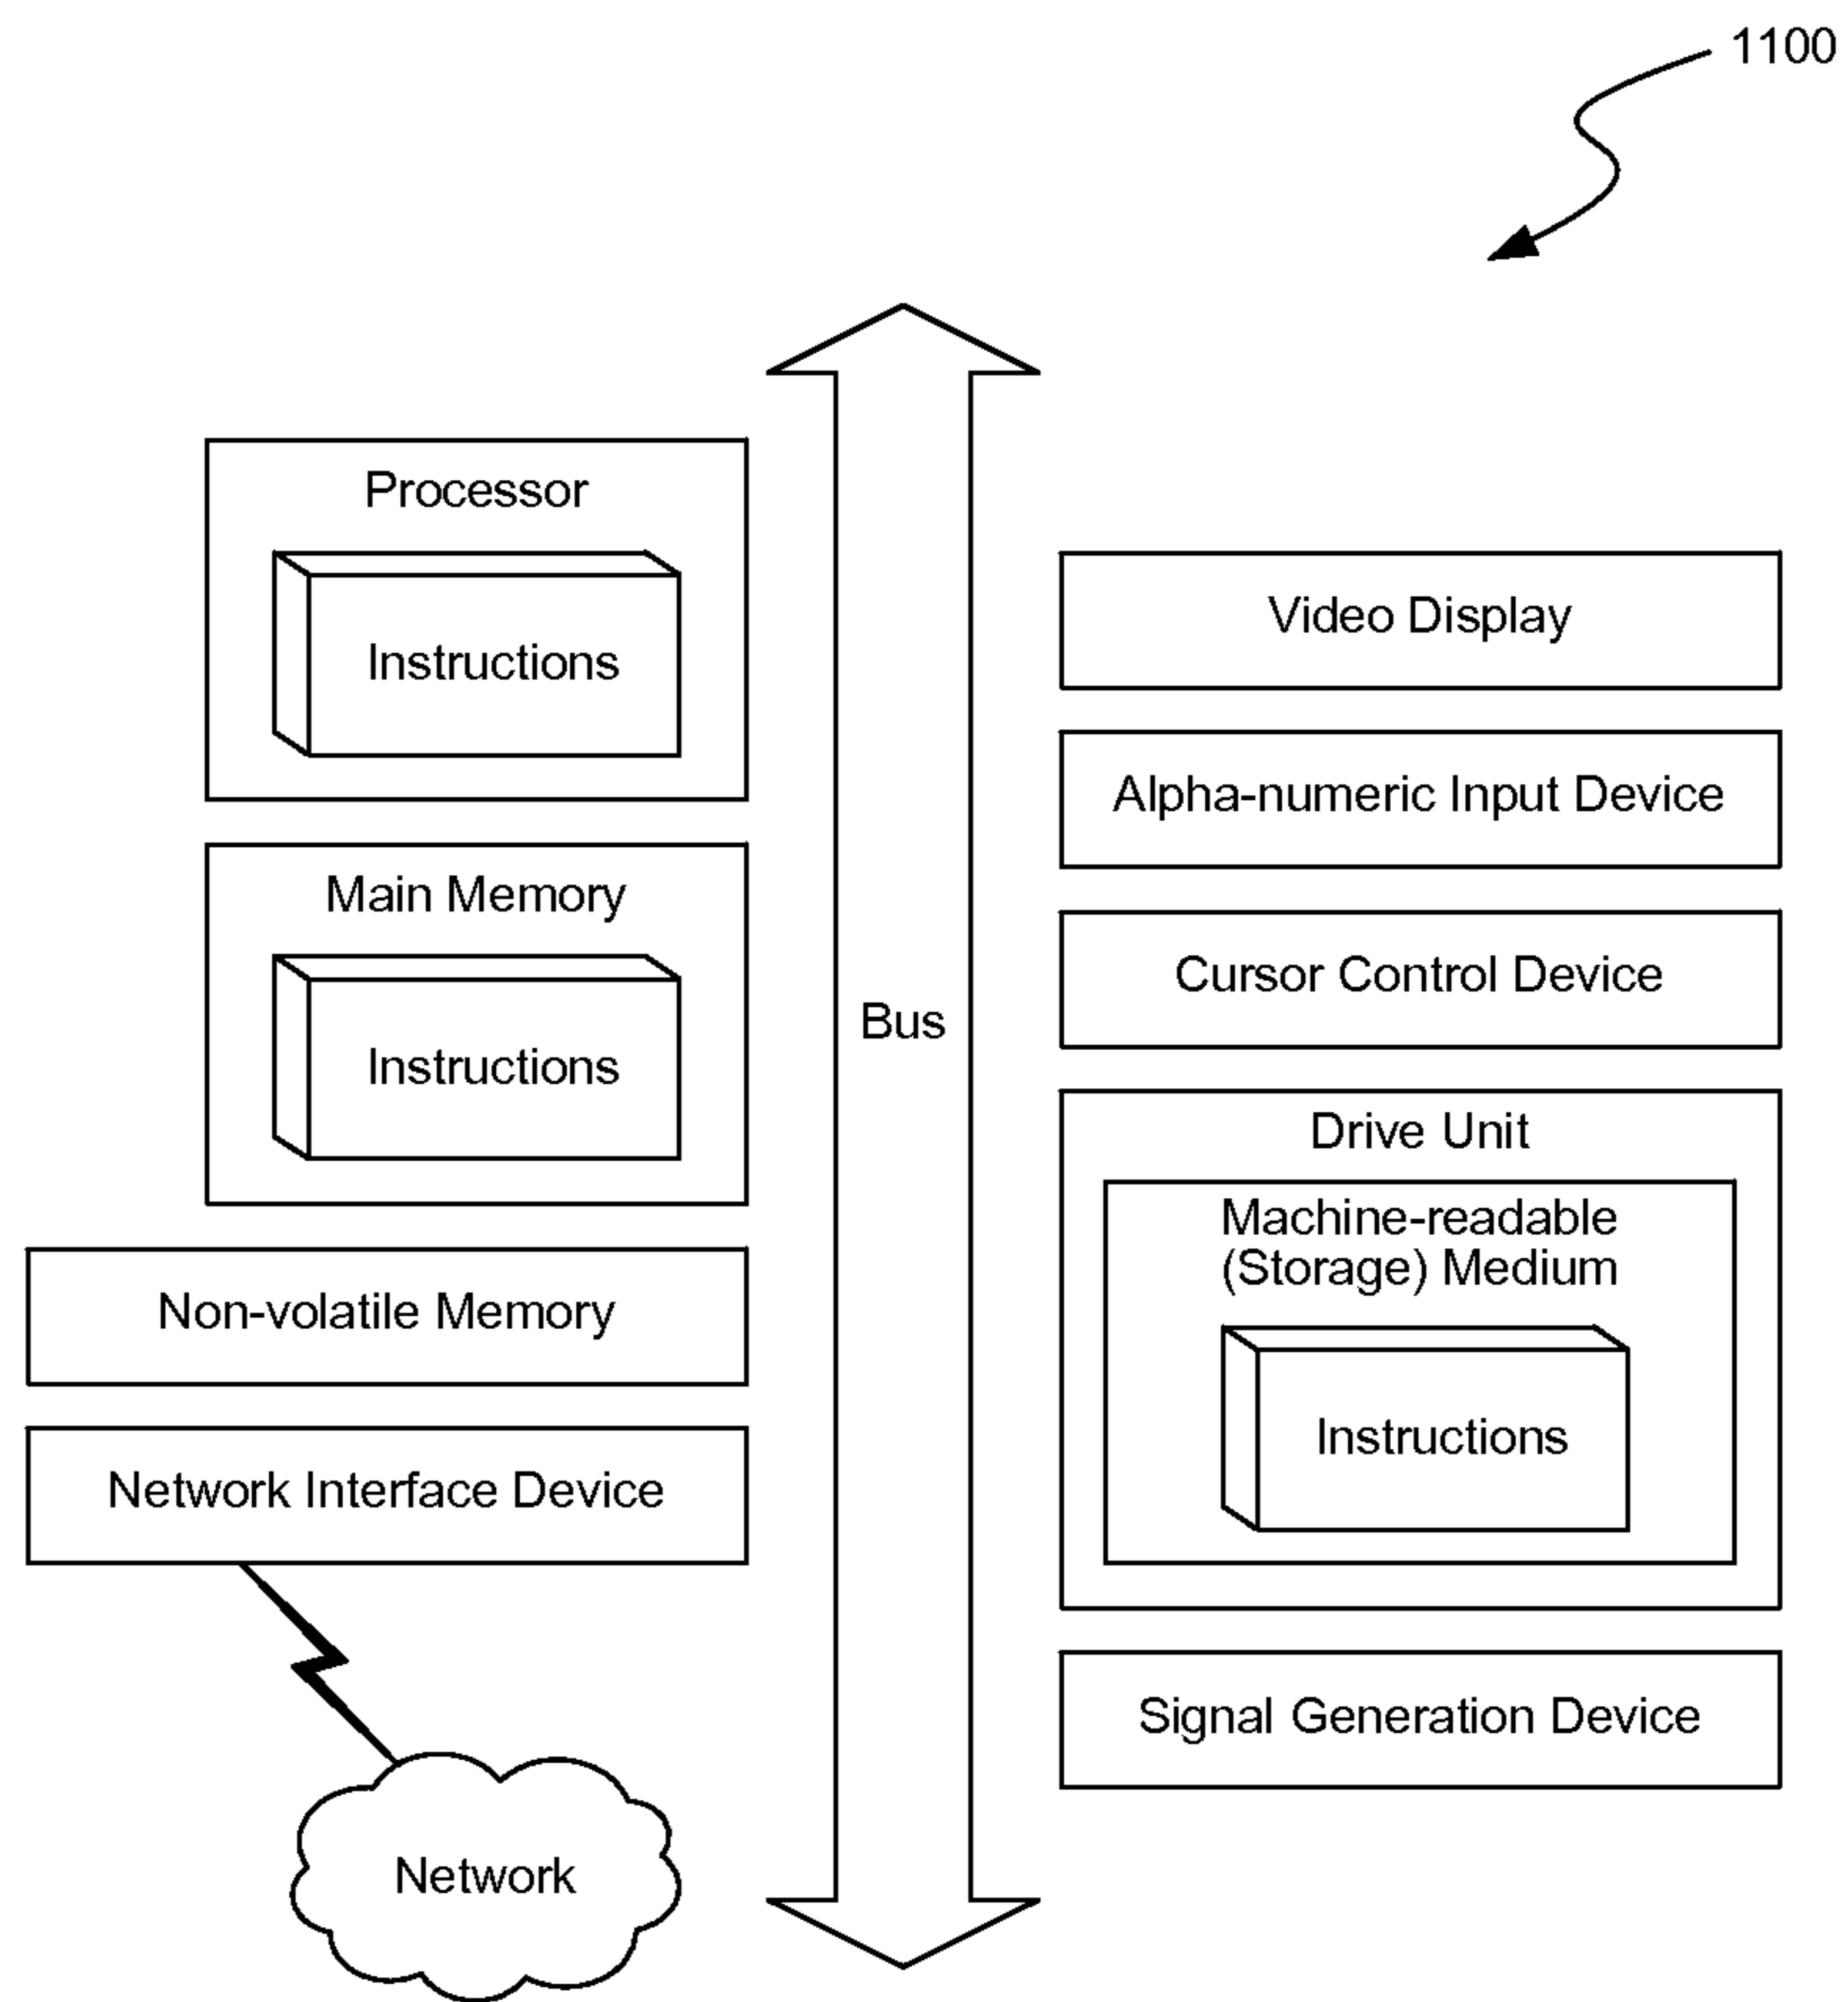 1100
Processor
Instructions
Main Memory
Instructions
Non-volatile Memory
Network Interface Device
Network
Bus
Video Display
Alpha-numeric Input Device
Cursor Control Device
Drive Unit
Machine-readable
(Storage) Medium
Instructions
Signal Generation Device